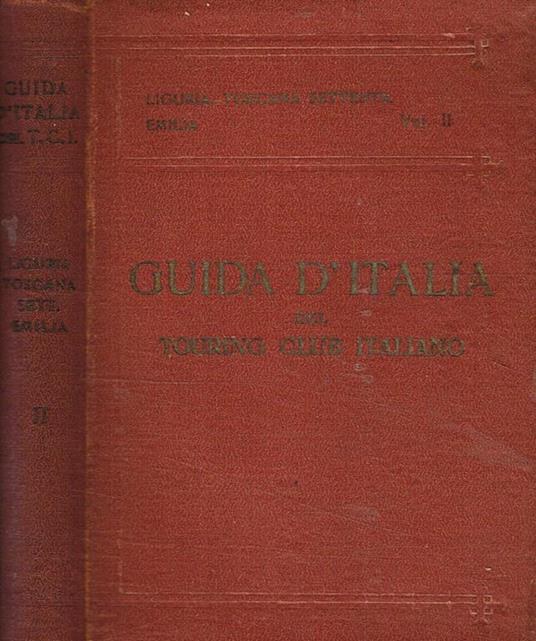 GUIDA
D'ITALIA
DEL T.C.I.
LIGURIA
TOSCANA
SETT.
EMILIA
II
LIGURIA TOSCANA SETTENTR.
EMILIA Vol. II
GUIDA D'ITALIA
DEL
TOURING CLUB ITALIANO